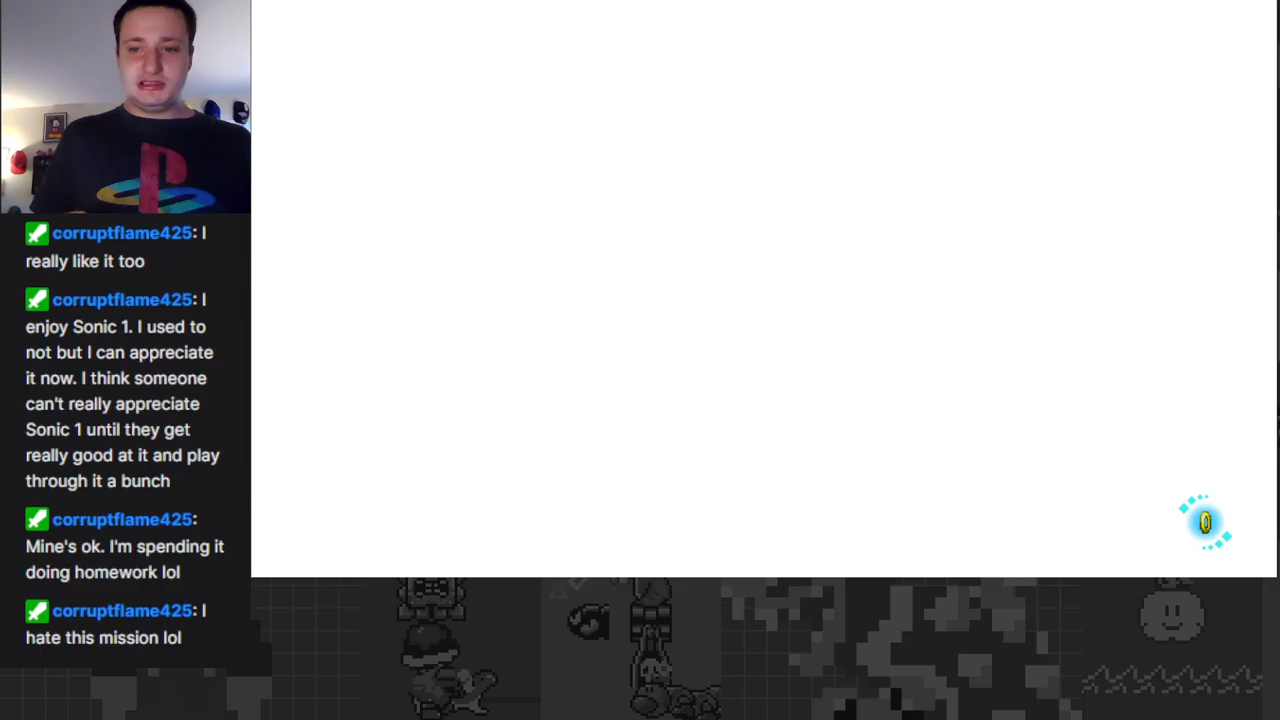 corruptflame425: I
really like it too
corruptflame425: I
enjoy Sonic 1. I used to
not but I can appreciate
it now. I think someone
can't really appreciate
Sonic 1 until they get
really good at it and play
through it a bunch
corruptflame425:
Mine's ok. I'm spending it
doing homework lol
corruptflame425: I
hate this mission lol